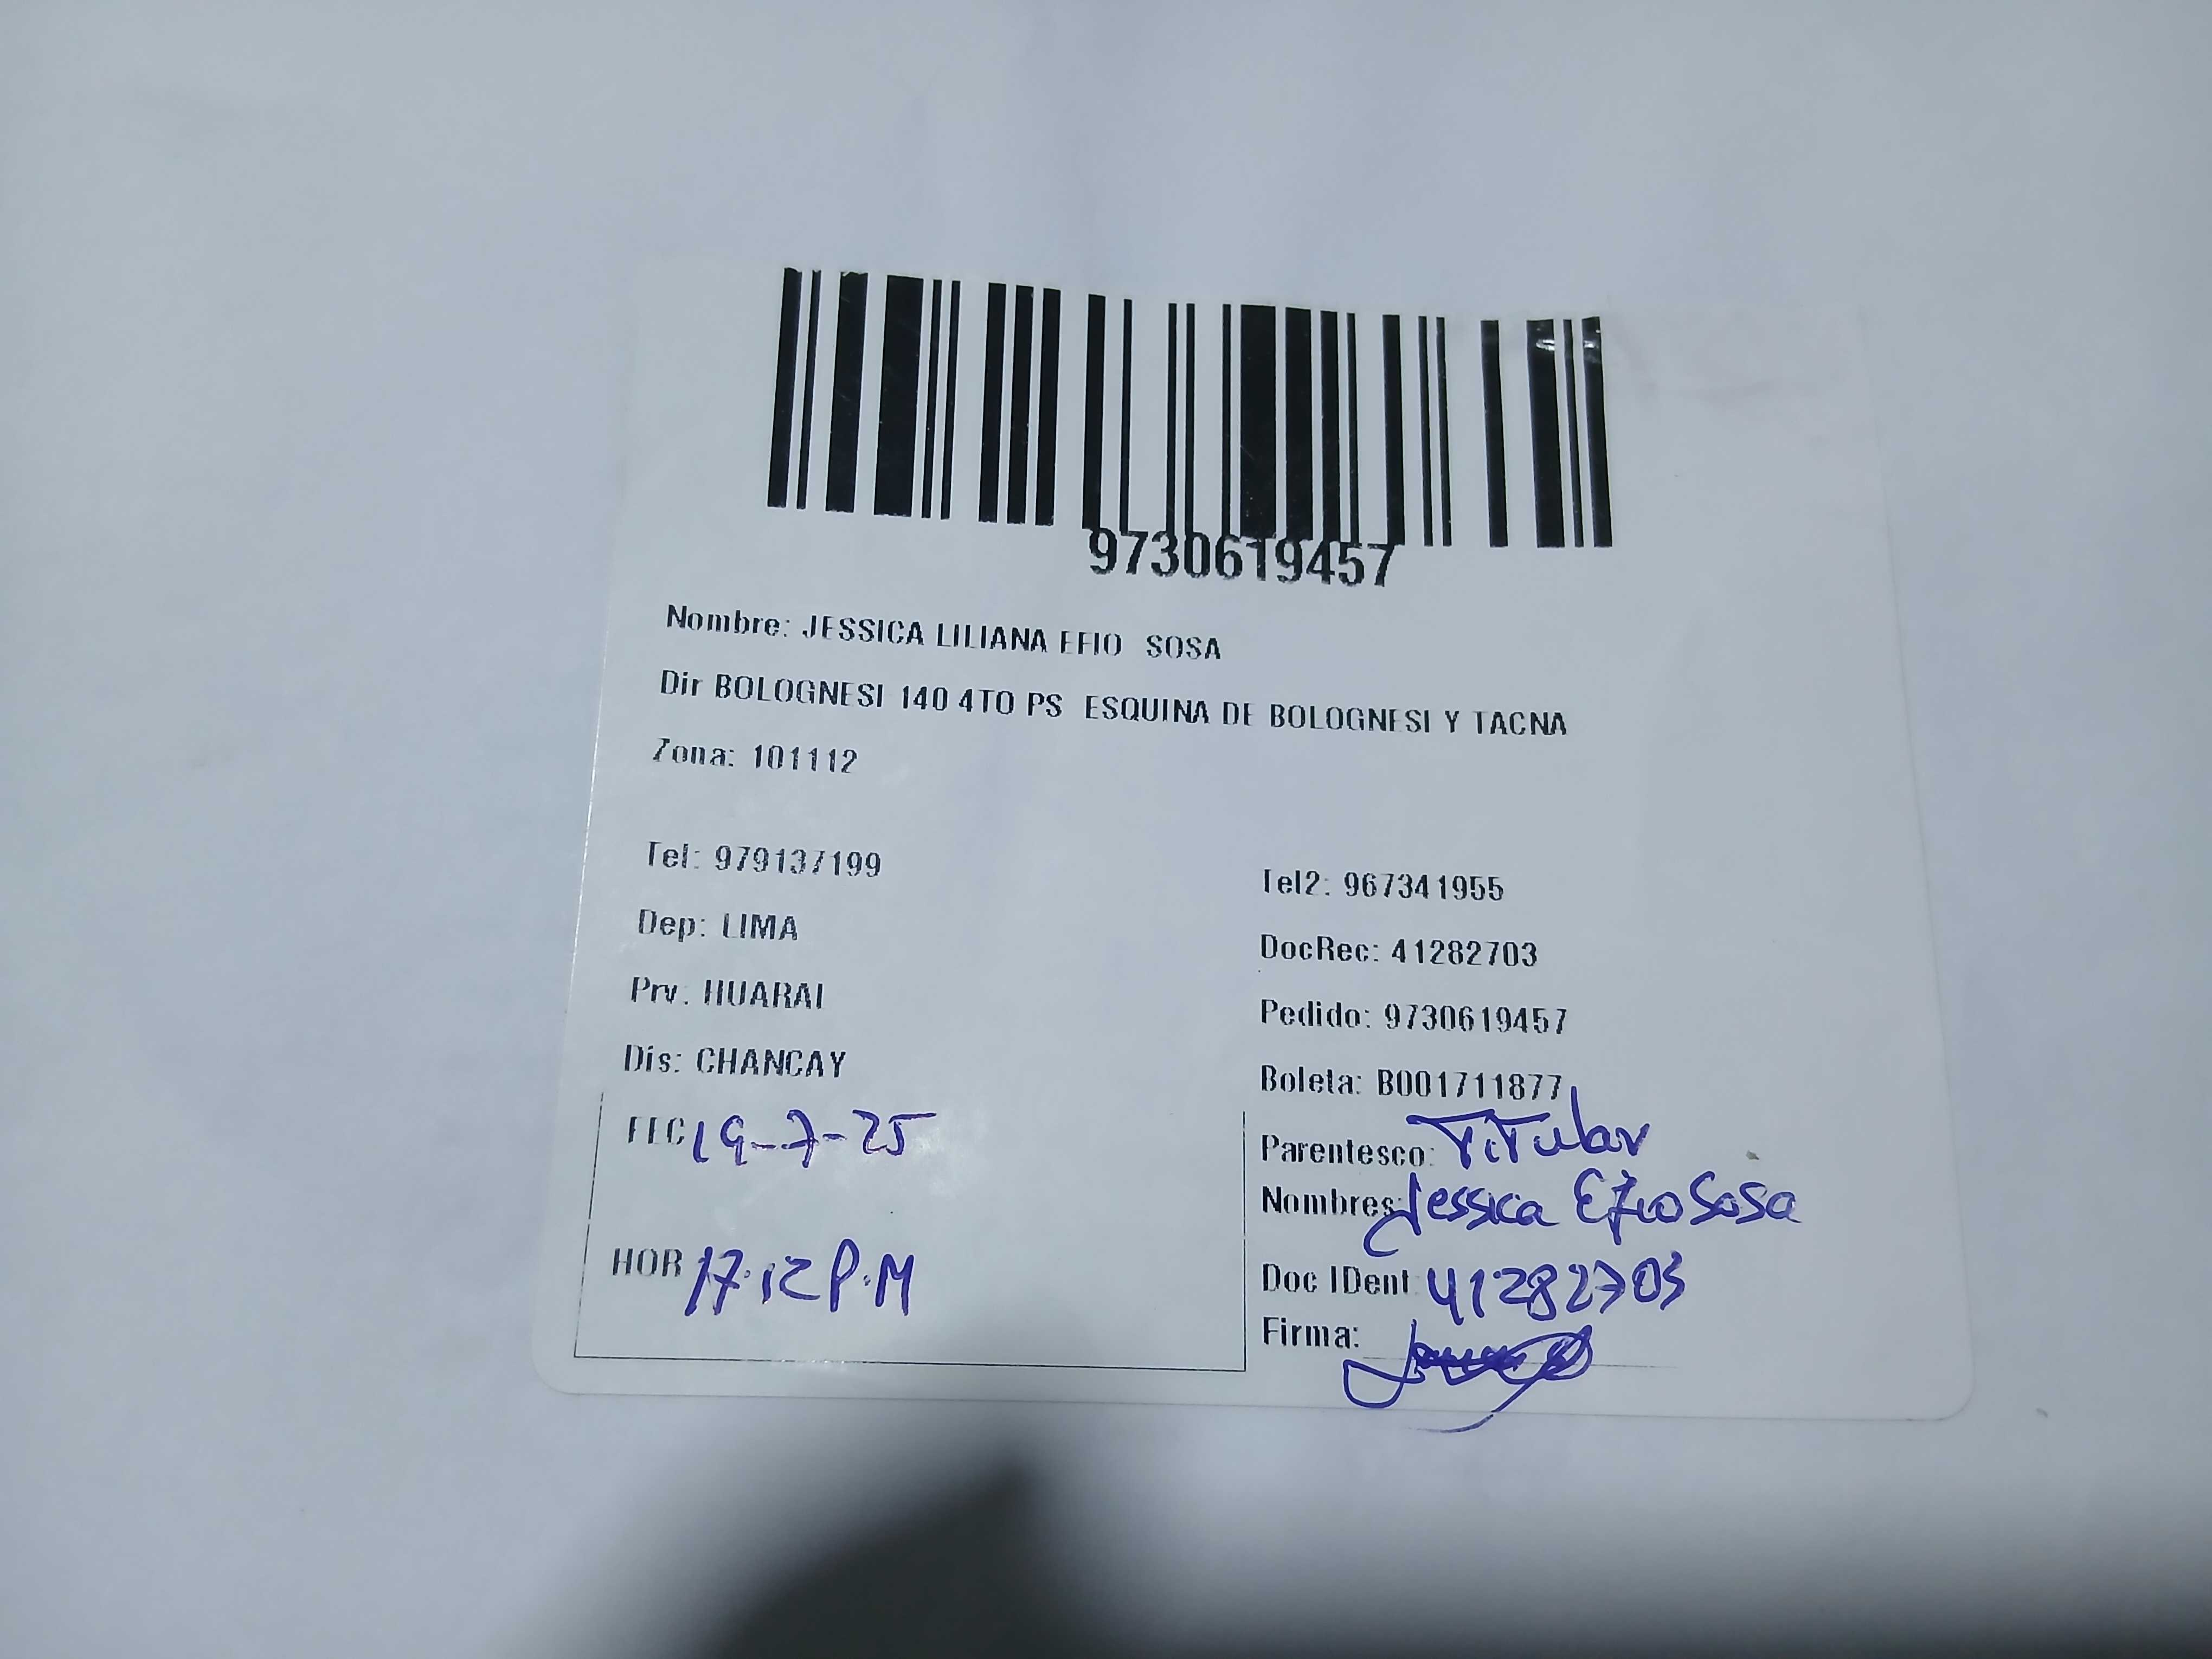 9730619457
Nombre: JESSICA LILIANA EFIO SOSA
Dir BOLOGNESI 140 4TO PS ESQUINA DE BOLOGNESI Y TACNA
Zona: 101112
Tel: 979137199
Tel2: 967341955
Dep: LIMA
DocRec: 41282703
Prv: HUARAI
Pedido: 9730619457
Dis: CHANCAY
Boleta: B001711877
FEC 19-7-25
Parentesco: TiTular
Nombres: Jessica Efio Sosa
HOR 17:12 P.M
Doc IDent: 41282703
Firma: